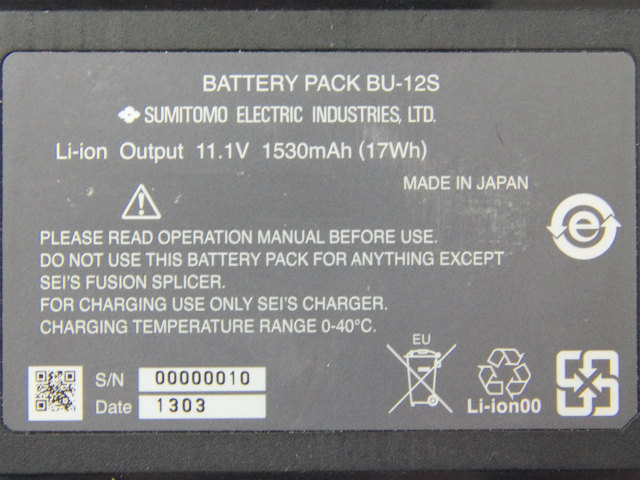 BATTERY PACK BU-12S
SUMITOMO ELECTRIC INDUSTRIES, LTD.
Li-ion Output 11.1V 1530mAh (17Wh)
MADE IN JAPAN
PLEASE READ OPERATION MANUAL BEFORE USE.
DO NOT USE THIS BATTERY PACK FOR ANYTHING EXCEPT
SEI'S FUSION SPLICER.
FOR CHARGING USE ONLY SEI'S CHARGER.
CHARGING TEMPERATURE RANGE 0-40°C.
EU
S/N 00000010
Date 1303
Li-ion00